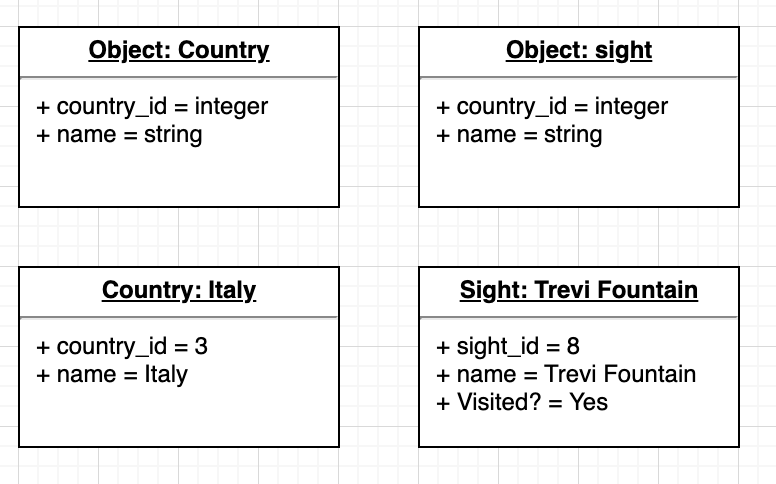 Object: Country
+ country_id = integer
+ name = string
Object: sight
+ country_id = integer
+ name = string
Country: Italy
+ country_id = 3
+ name = Italy
Sight: Trevi Fountain
+ sight_id = 8
+ name = Trevi Fountain
+ Visited? = Yes